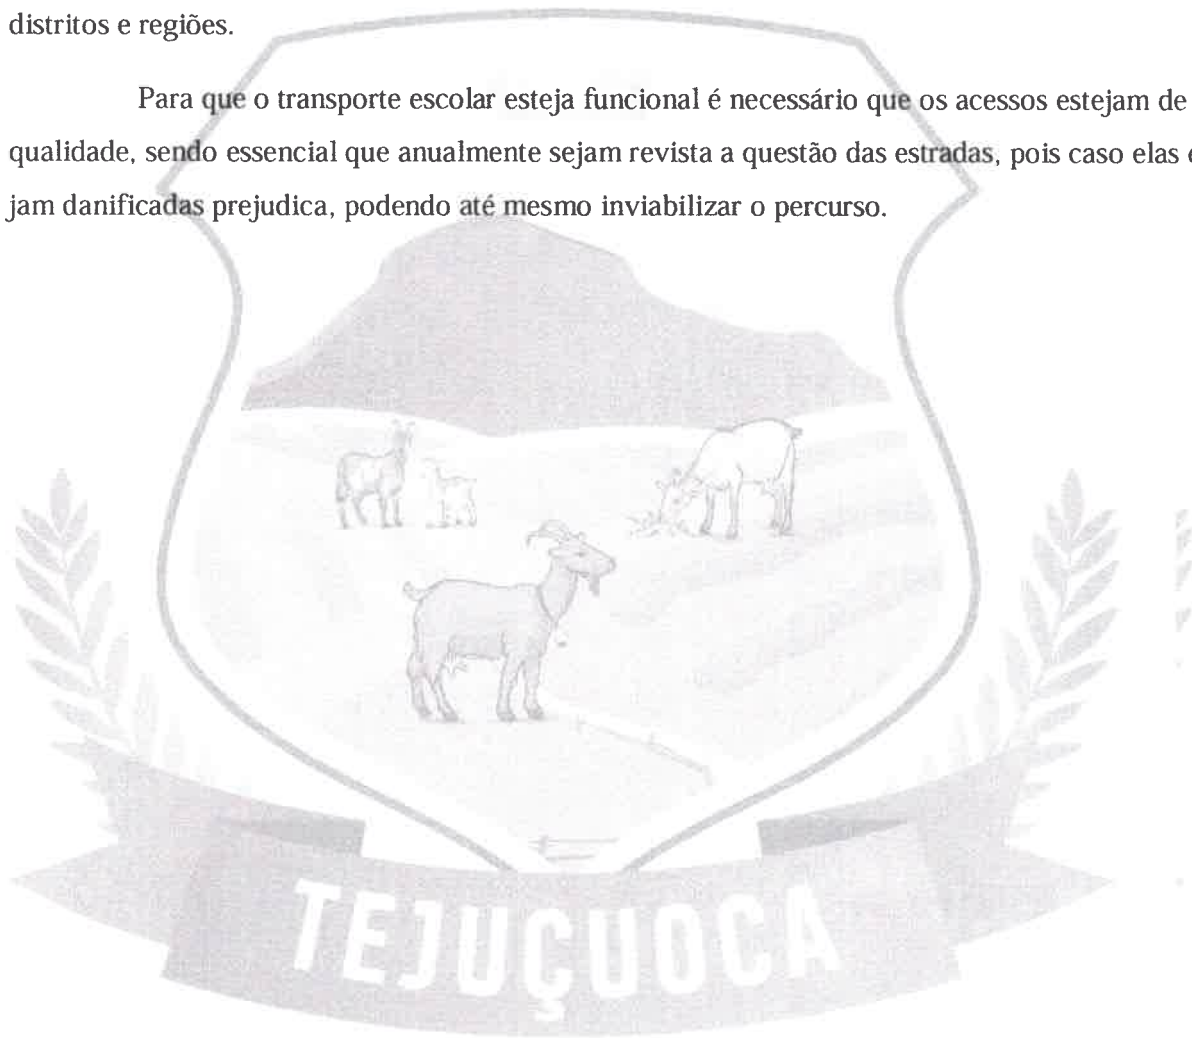 distritos e regiões.
Para que o transporte escolar esteja funcional é necessário que os acessos estejam de
qualidade, sendo essencial que anualmente sejam revista a questão das estradas, pois caso elas
jam danificadas prejudica, podendo até mesmo inviabilizar o percurso.
TEJUÇUOCA